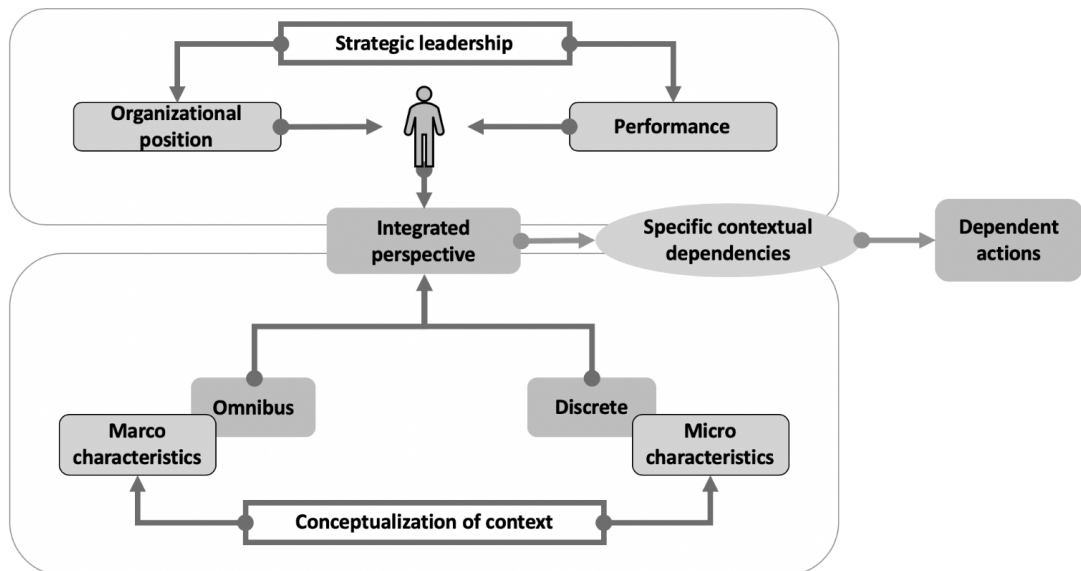 Strategic leadership
Organizational
position
Performance
Integrated
perspective
Specific contextual
dependencies
Dependent
actions
Omnibus
Discrete
Marco
characteristics
Micro
characteristics
Conceptualization of context